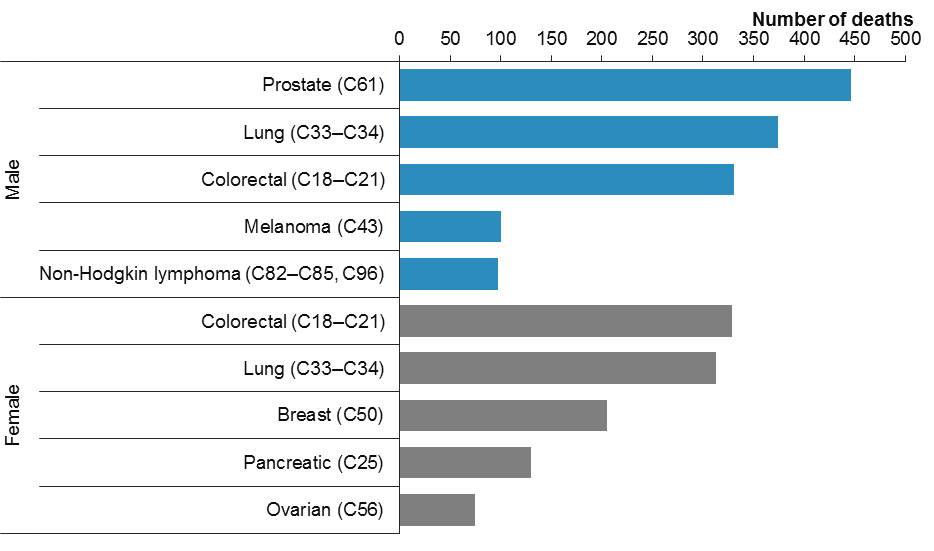 Number of deaths
0 50 100 150 200 250 300 350 400 450 500
Male
Prostate (C61)
Lung (C33–C34)
Colorectal (C18–C21)
Melanoma (C43)
Non-Hodgkin lymphoma (C82–C85, C96)
Female
Colorectal (C18–C21)
Lung (C33–C34)
Breast (C50)
Pancreatic (C25)
Ovarian (C56)